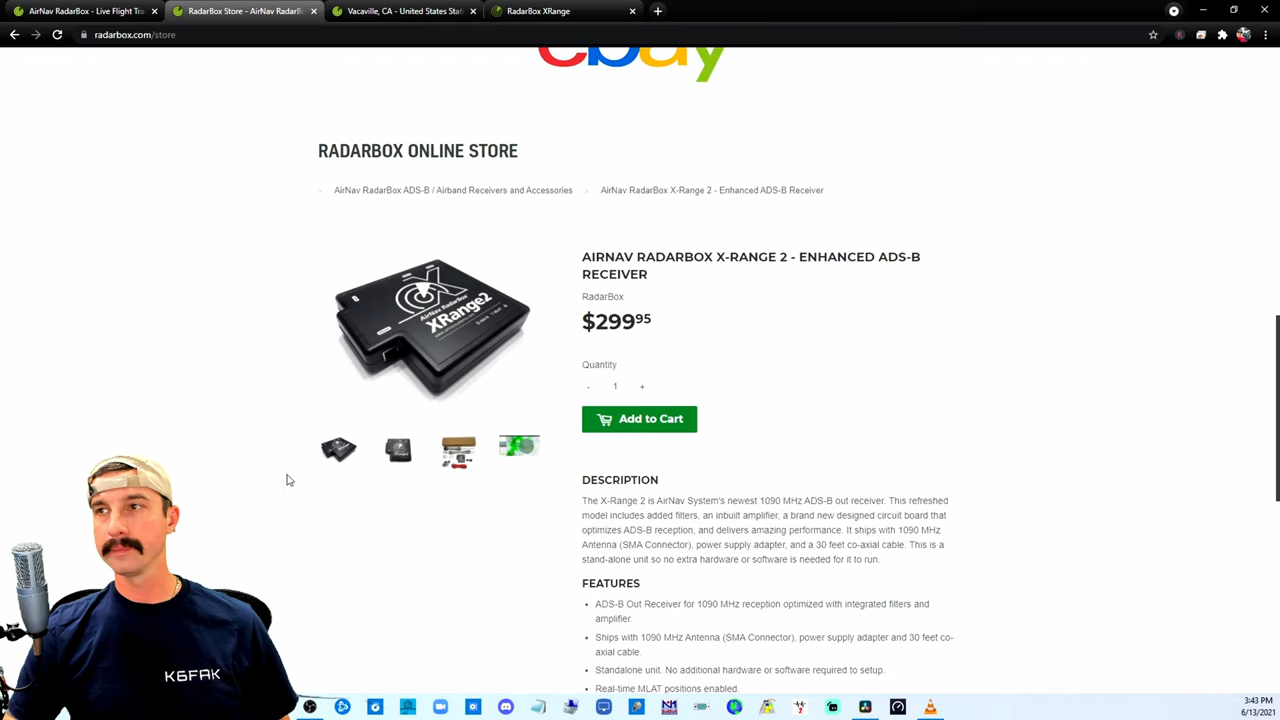 AirNav RadarBox - Live Flight Tra
RadarBox Store - AirNav RadarBo
Vacaville, CA - United States Stati
RadarBox XRange
radarbox.com/store
ebay
RADARBOX ONLINE STORE
AirNav RadarBox ADS-B / Airband Receivers and Accessories
AirNav RadarBox X-Range 2 - Enhanced ADS-B Receiver
AirNav RadarBox
XRange2
AIRNAV RADARBOX X-RANGE 2 - ENHANCED ADS-B
RECEIVER
RadarBox
$299.95
Quantity
- 1 +
Add to Cart
DESCRIPTION
The X-Range 2 is AirNav System's newest 1090 MHz ADS-B out receiver. This refreshed
model includes added filters, an inbuilt amplifier, a brand new designed circuit board that
optimizes ADS-B reception, and delivers amazing performance. It ships with 1090 MHz
Antenna (SMA Connector), power supply adapter, and a 30 feet co-axial cable. This is a
stand-alone unit so no extra hardware or software is needed for it to run.
FEATURES
• ADS-B Out Receiver for 1090 MHz reception optimized with integrated filters and
amplifier.
• Ships with 1090 MHz Antenna (SMA Connector), power supply adapter and 30 feet co-
axial cable.
• Standalone unit. No additional hardware or software required to setup.
• Real-time MLAT positions enabled.
K6FAK
3:43 PM
6/13/2021